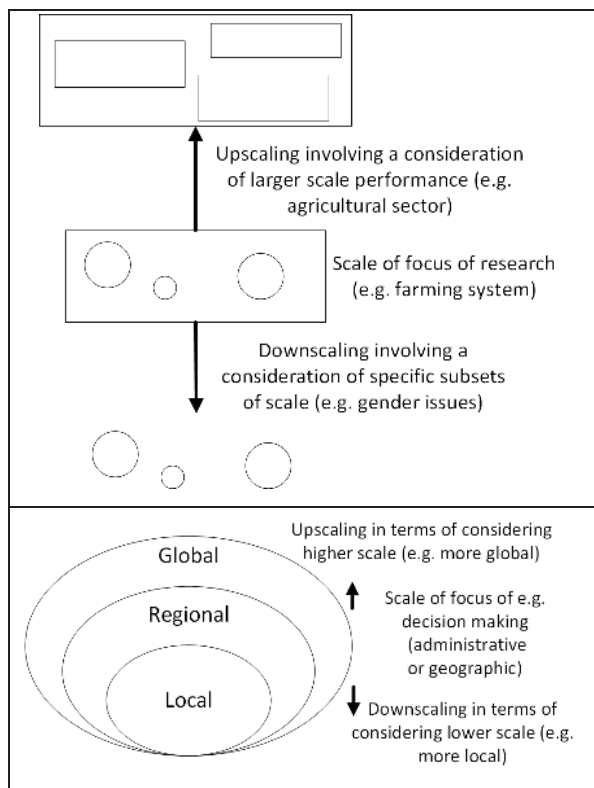 Upscaling involving a consideration
of larger scale performance (e.g.
agricultural sector)
Scale of focus of research
(e.g. farming system)
Downscaling involving a
consideration of specific subsets
of scale (e.g. gender issues)
Upscaling in terms of considering
higher scale (e.g. more global)
Global
Regional
Local
Scale of focus of e.g.
decision making
(administrative
or geographic)
Downscaling in terms of
considering lower scale (e.g.
more local)